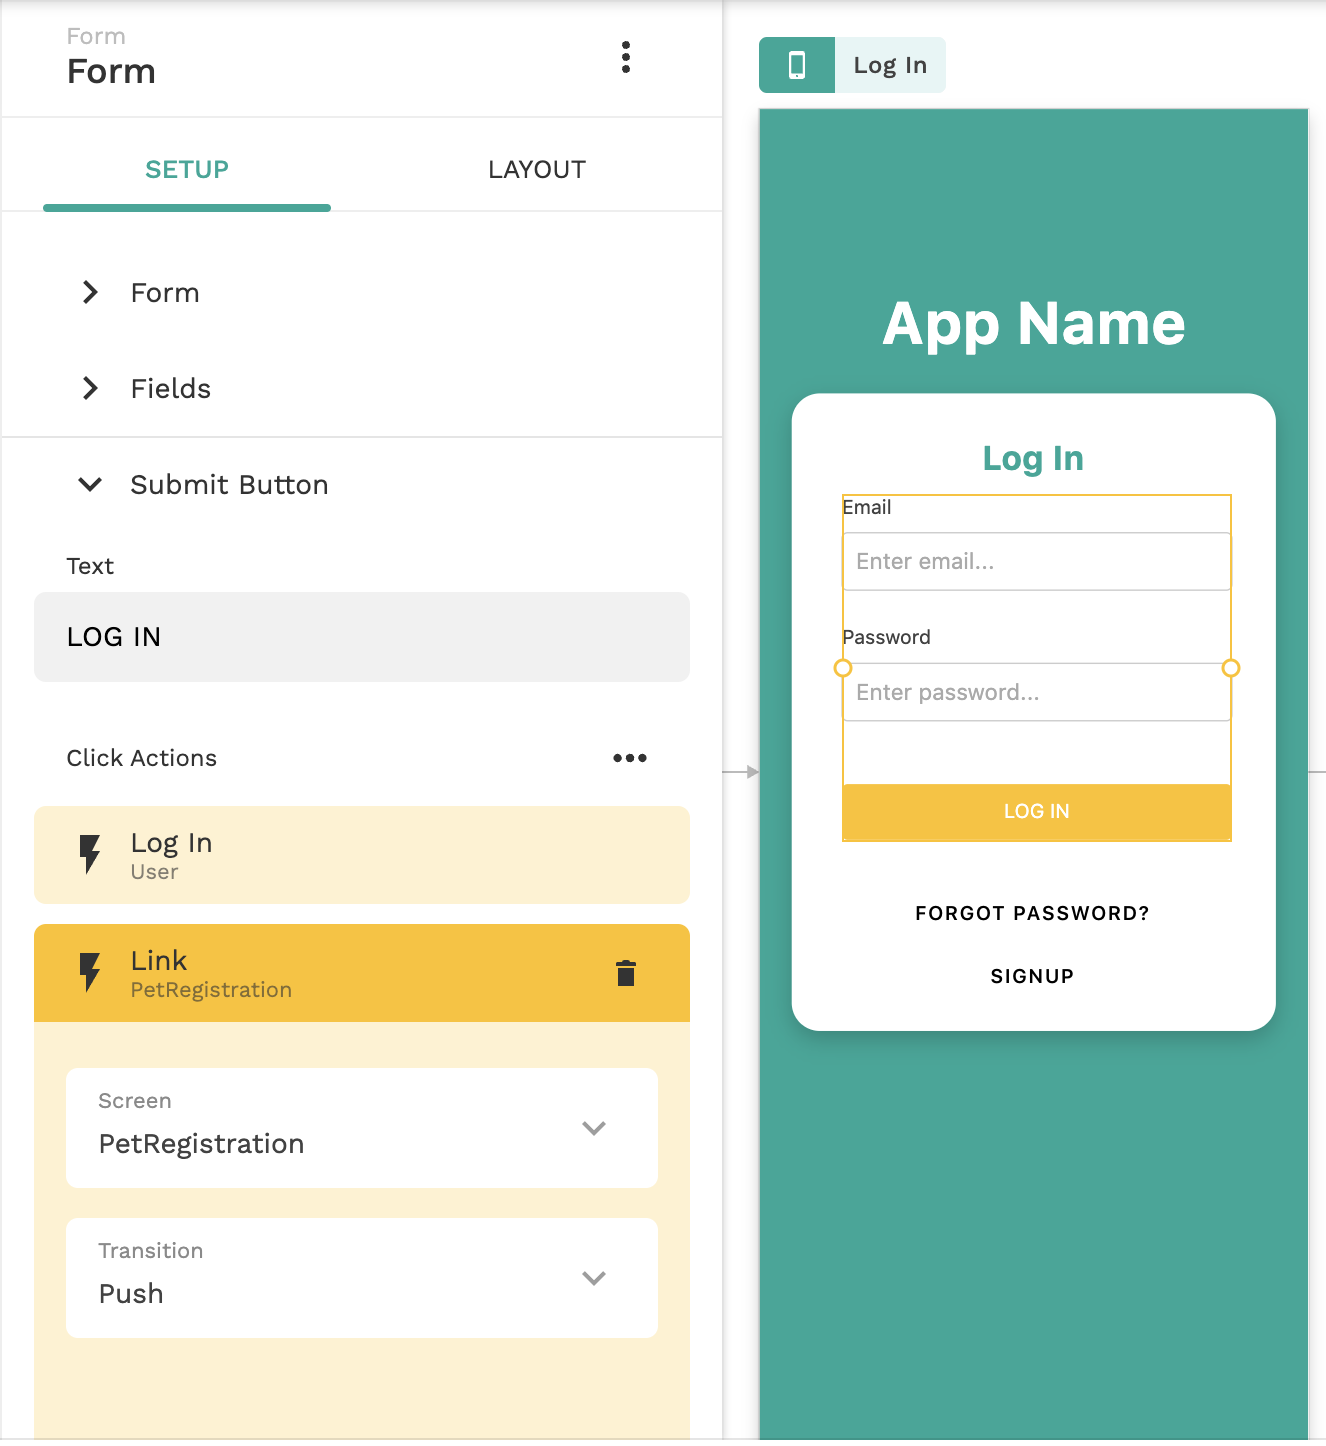 Form
Form
SETUP
LAYOUT
Form
Fields
Submit Button
Text
LOG IN
Click Actions
Log In
User
Link
PetRegistration
Screen
PetRegistration
Transition
Push
Log In
App Name
Log In
Email
Enter email...
Password
Enter password...
LOG IN
FORGOT PASSWORD?
SIGNUP